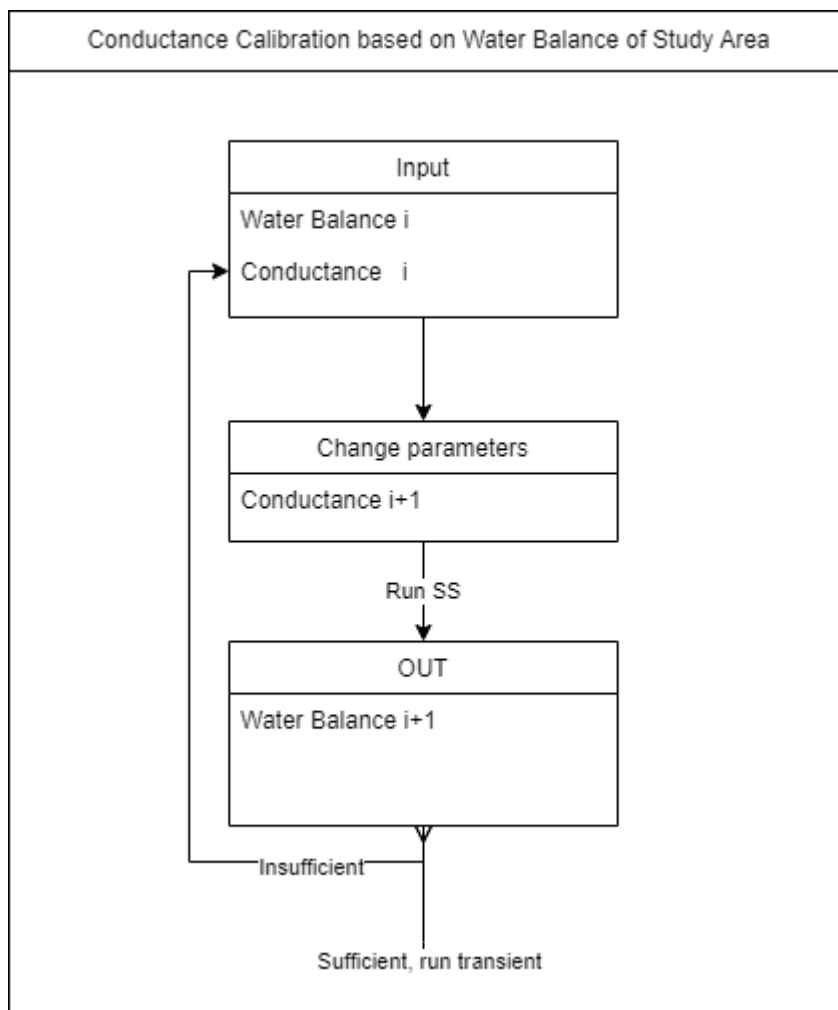 Conductance Calibration based on Water Balance of Study Area
Input
Water Balance i
Conductance i
Change parameters
Conductance i+1
Run SS
OUT
Water Balance i+1
Insufficient
Sufficient, run transient